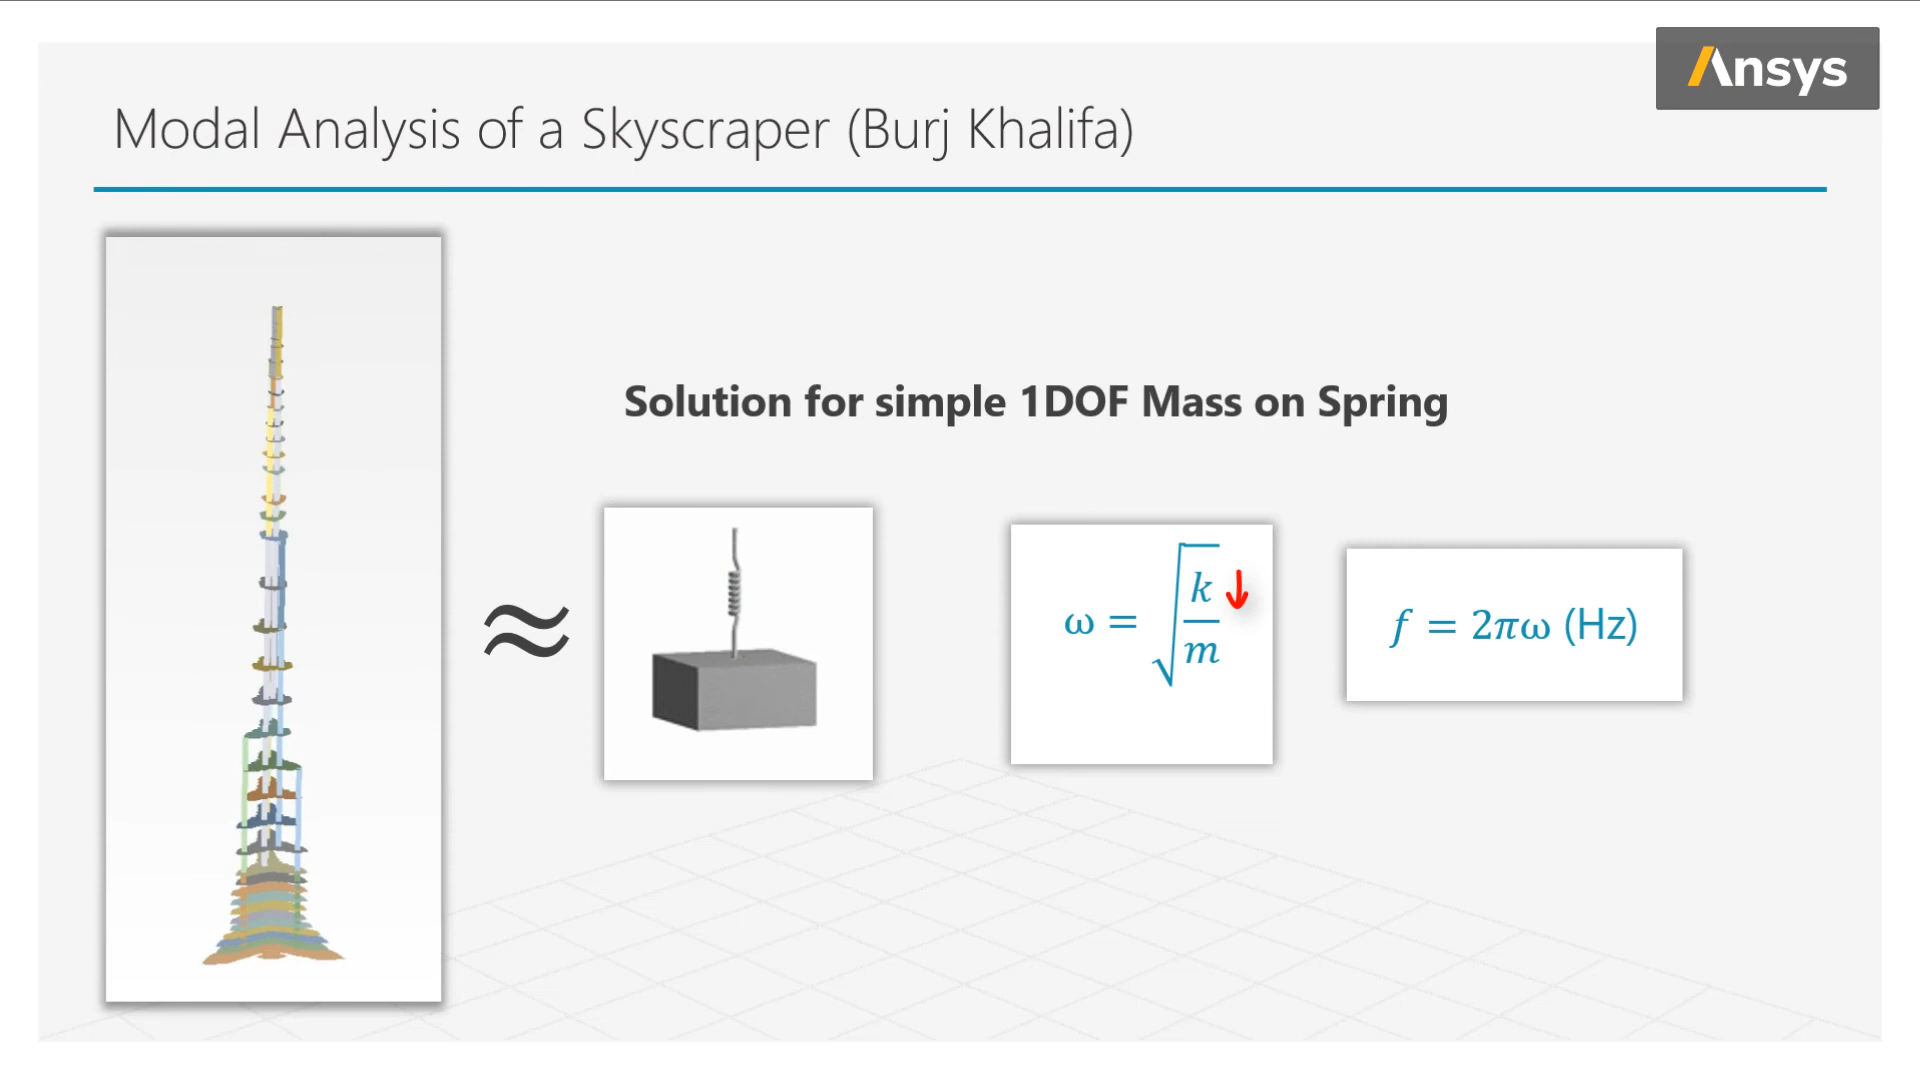 Ansys
Modal Analysis of a Skyscraper (Burj Khalifa)
Solution for simple 1DOF Mass on Spring
≈
ω = √(k/m) ↓
f = 2πω (Hz)